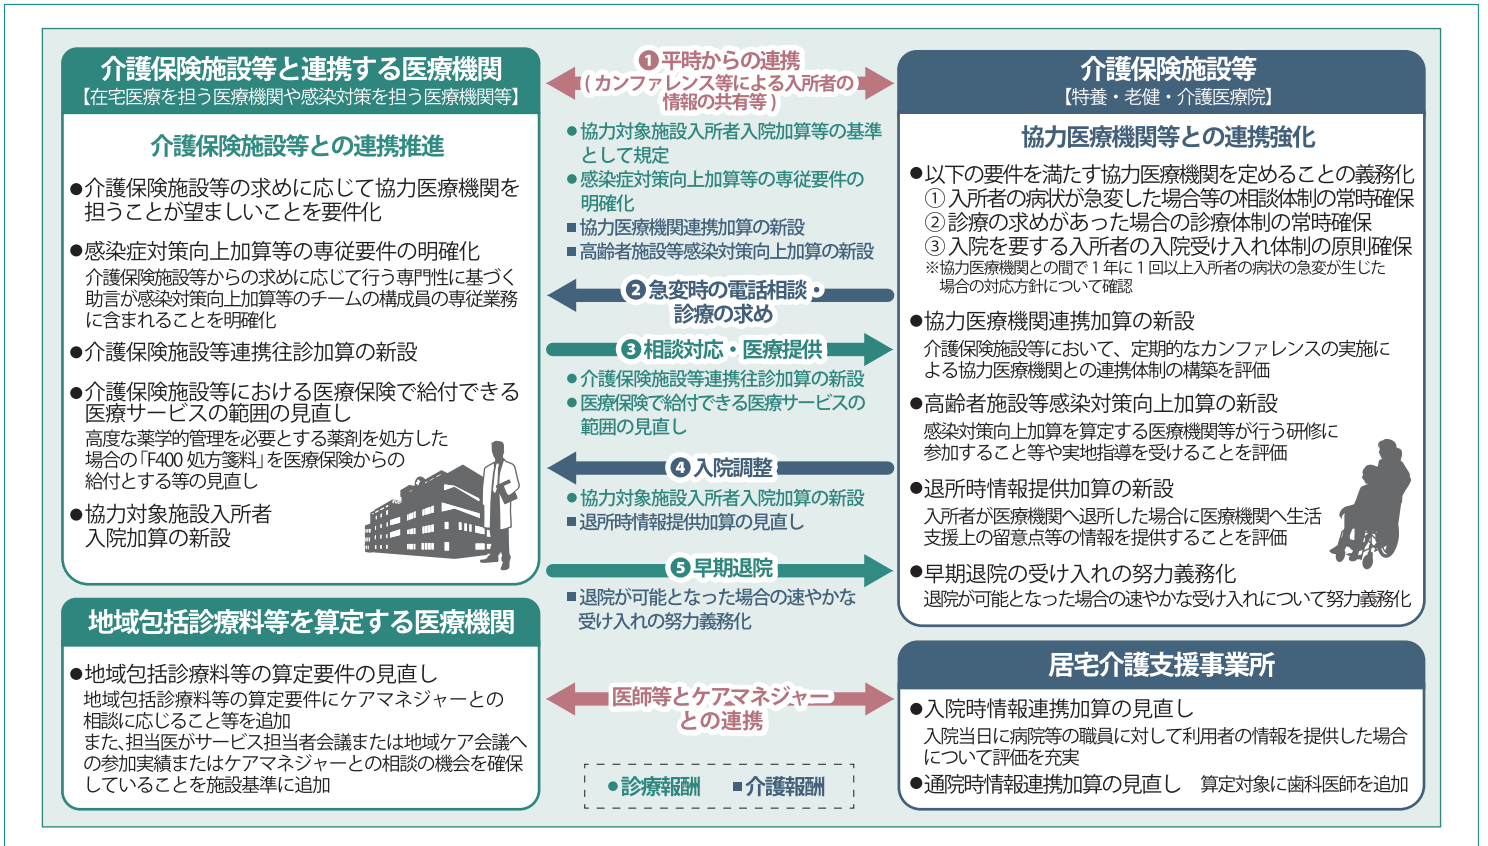 介護保険施設等と連携する医療機関
【在宅医療を担う医療機関や感染対策を担う医療機関等】
介護保険施設等との連携推進
●介護保険施設等の求めに応じて協力医療機関を
担うことが望ましいことを要件化
●感染症対策向上加算等の専従要件の明確化
介護保険施設等からの求めに応じて行う専門性に基づく
助言が感染対策向上加算等のチームの構成員の専従業務
に含まれることを明確化
●介護保険施設等連携往診加算の新設
●介護保険施設等における医療保険で給付できる
医療サービスの範囲の見直し
高度な薬学的管理を必要とする薬剤を処方した
場合の「F400 処方箋料」を医療保険からの
給付とする等の見直し
●協力対象施設入所者
入院加算の新設
地域包括診療料等を算定する医療機関
●地域包括診療料等の算定要件の見直し
地域包括診療料等の算定要件にケアマネジャーとの
相談に応じること等を追加
また、担当医がサービス担当者会議または地域ケア会議へ
の参加実績またはケアマネジャーとの相談の機会を確保
していることを施設基準に追加
❶平時からの連携
(カンファレンス等による入所者の
情報の共有等)
●協力対象施設入所者入院加算等の基準
として規定
●感染症対策向上加算等の専従要件の
明確化
■協力医療機関連携加算の新設
■高齢者施設等感染対策向上加算の新設
❷急変時の電話相談・
診療の求め
❸相談対応・医療提供
●介護保険施設等連携往診加算の新設
●医療保険で給付できる医療サービスの
範囲の見直し
❹入院調整
●協力対象施設入所者入院加算の新設
■退所時情報提供加算の見直し
❺早期退院
■退院が可能となった場合の速やかな
受け入れの努力義務化
医師等とケアマネジャー
との連携
●診療報酬 ■介護報酬
介護保険施設等
【特養・老健・介護医療院】
協力医療機関等との連携強化
●以下の要件を満たす協力医療機関を定めることの義務化
①入所者の病状が急変した場合等の相談体制の常時確保
②診療の求めがあった場合の診療体制の常時確保
③入院を要する入所者の入院受け入れ体制の原則確保
※協力医療機関との間で1年に1回以上入所者の病状の急変が生じた
場合の対応方針について確認
●協力医療機関連携加算の新設
介護保険施設等において、定期的なカンファレンスの実施に
よる協力医療機関との連携体制の構築を評価
●高齢者施設等感染対策向上加算の新設
感染対策向上加算を算定する医療機関等が行う研修に
参加すること等や実地指導を受けることを評価
●退所時情報提供加算の新設
入所者が医療機関へ退所した場合に医療機関へ生活
支援上の留意点等の情報を提供することを評価
●早期退院の受け入れの努力義務化
退院が可能となった場合の速やかな受け入れについて努力義務化
居宅介護支援事業所
●入院時情報連携加算の見直し
入院当日に病院等の職員に対して利用者の情報を提供した場合
について評価を充実
●通院時情報連携加算の見直し 算定対象に歯科医師を追加